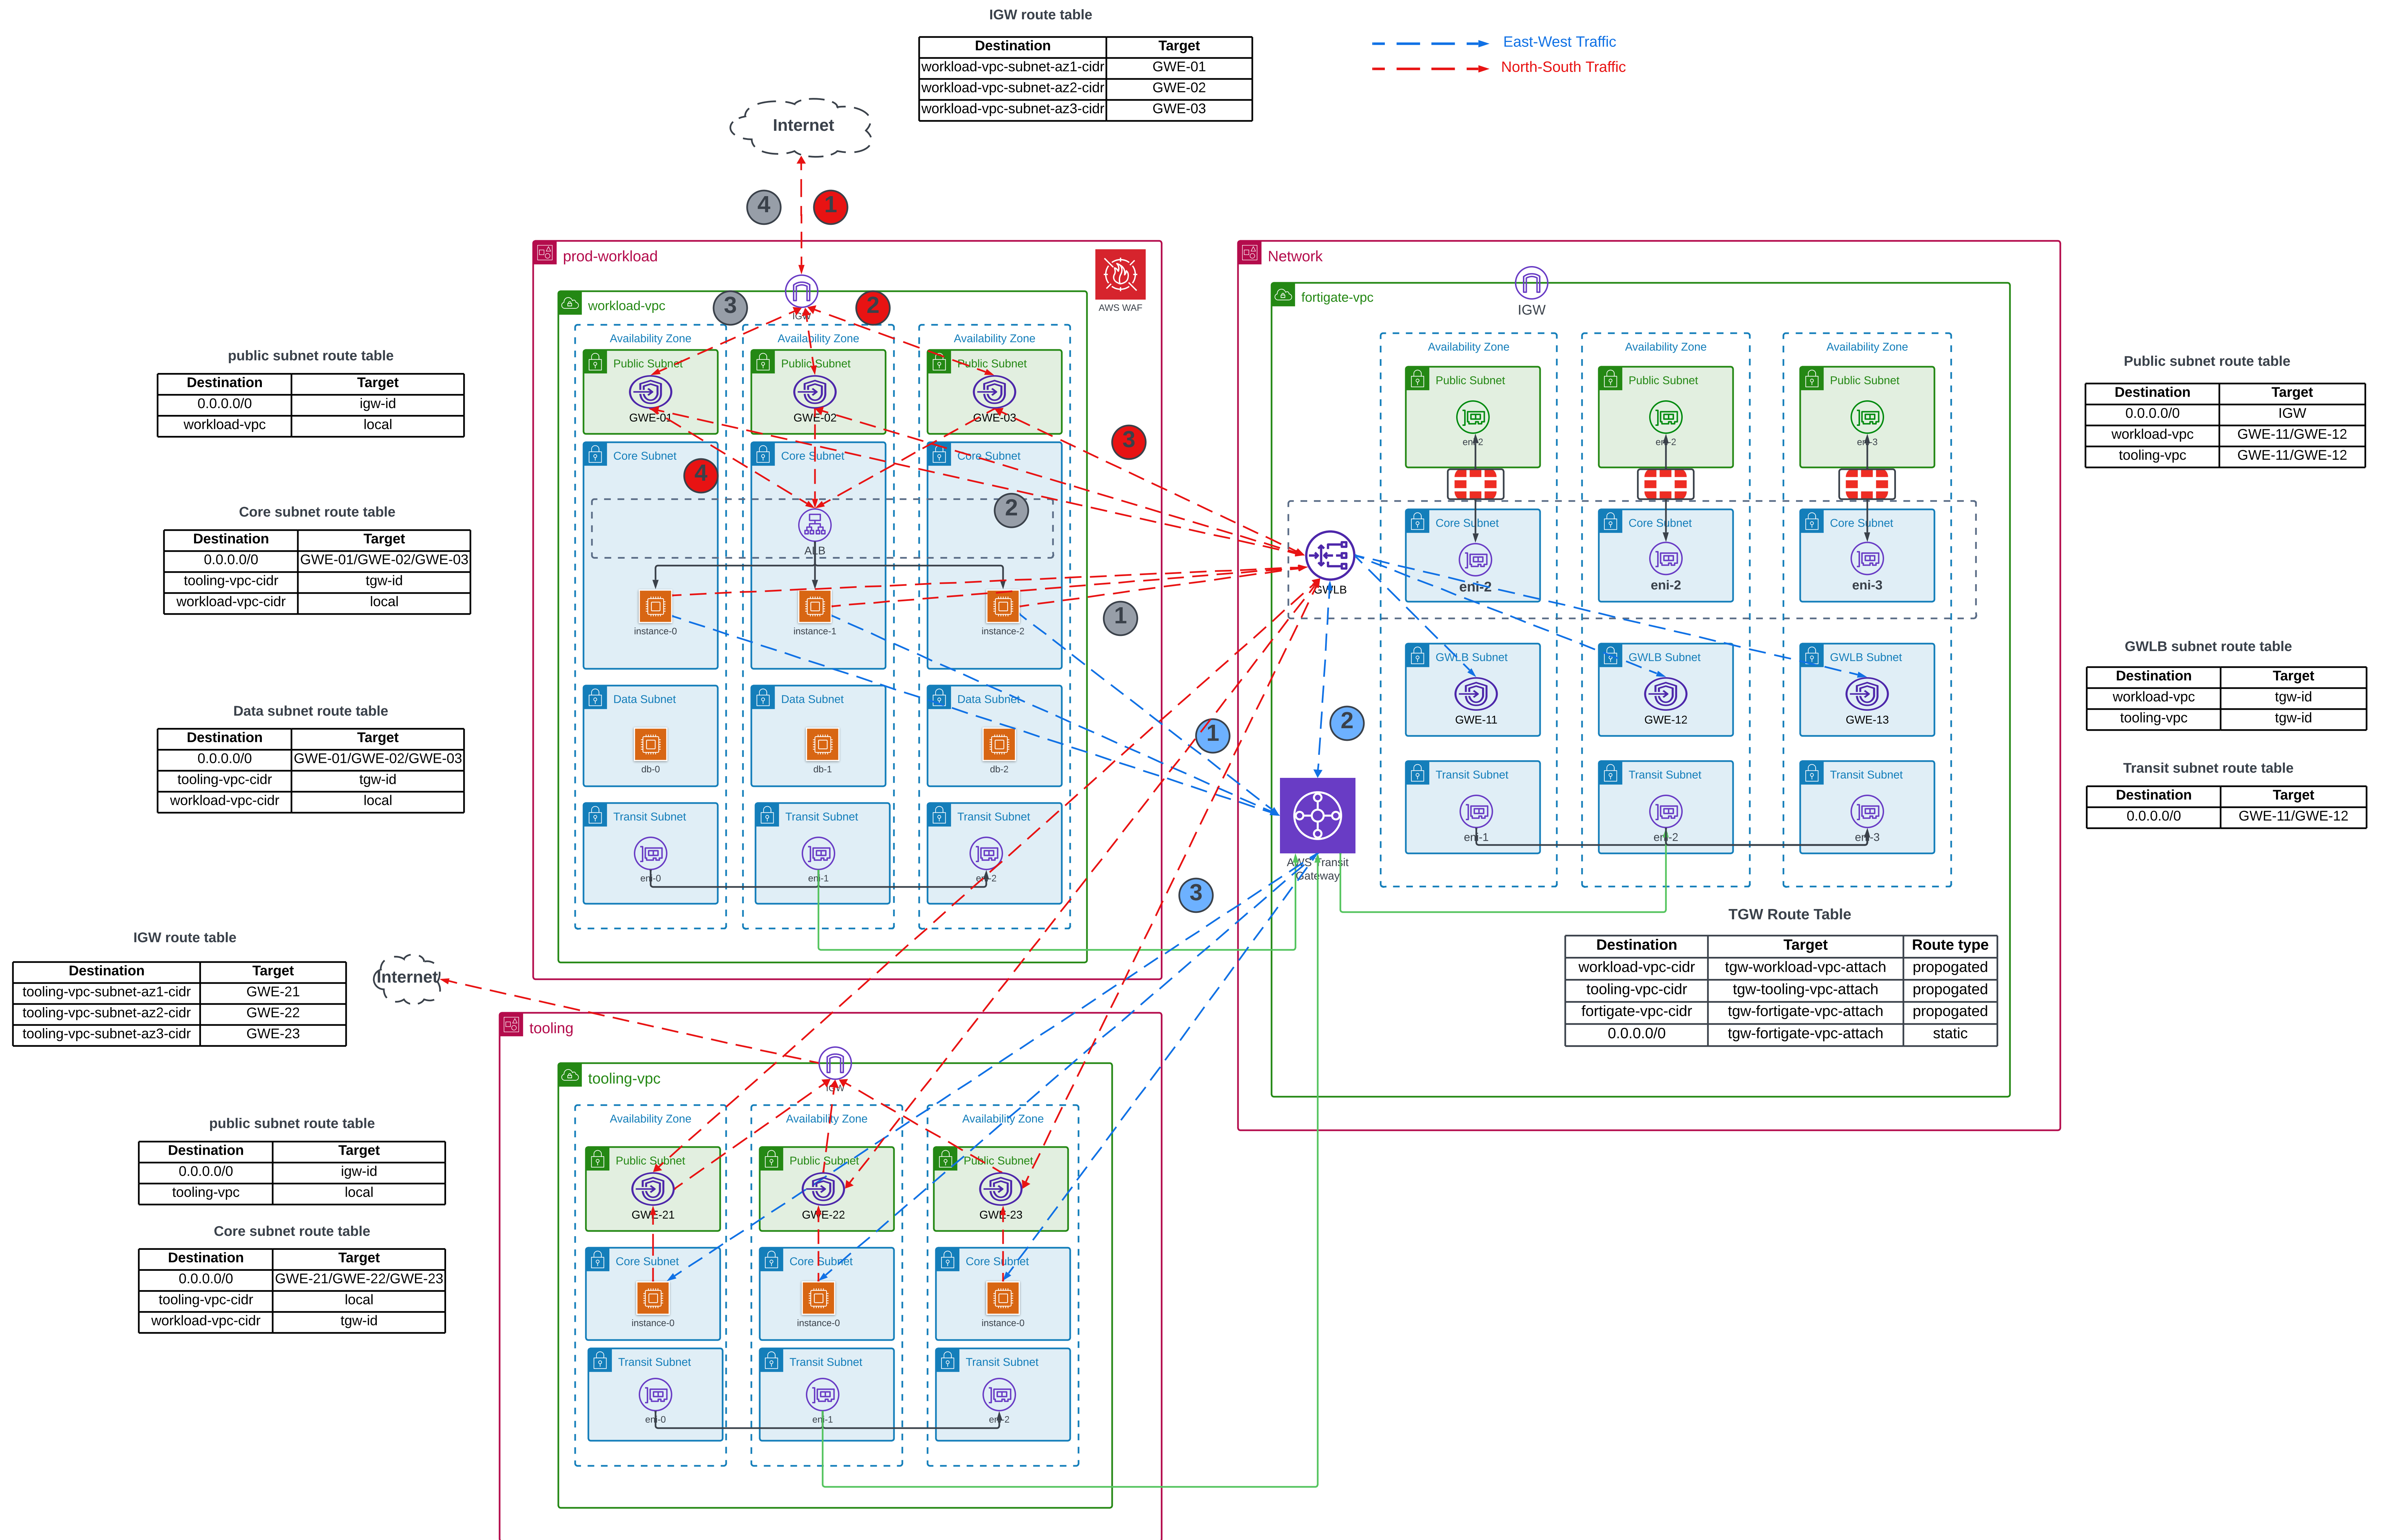 IGW route table
Destination Target
workload-vpc-subnet-az1-cidr GWE-01
workload-vpc-subnet-az2-cidr GWE-02
workload-vpc-subnet-az3-cidr GWE-03
East-West Traffic
North-South Traffic
Internet
4 1
prod-workload
AWS WAF
workload-vpc
IGW
3 2
Availability Zone Availability Zone Availability Zone
Public Subnet Public Subnet Public Subnet
GWE-01 GWE-02 GWE-03
3
Core Subnet Core Subnet Core Subnet
4
2
ALB
1
instance-0 instance-1 instance-2
Data Subnet Data Subnet Data Subnet
db-0 db-1 db-2
Transit Subnet Transit Subnet Transit Subnet
eni-0 eni-1 eni-2
public subnet route table
Destination Target
0.0.0.0/0 igw-id
workload-vpc local
Core subnet route table
Destination Target
0.0.0.0/0 GWE-01/GWE-02/GWE-03
tooling-vpc-cidr tgw-id
workload-vpc-cidr local
Data subnet route table
Destination Target
0.0.0.0/0 GWE-01/GWE-02/GWE-03
tooling-vpc-cidr tgw-id
workload-vpc-cidr local
Network
fortigate-vpc
IGW
Availability Zone Availability Zone Availability Zone
Public Subnet Public Subnet Public Subnet
eni-2 eni-2 eni-3
Core Subnet Core Subnet Core Subnet
eni-2 eni-2 eni-3
GWLB
GWLB Subnet GWLB Subnet GWLB Subnet
GWE-11 GWE-12 GWE-13
1 2
Transit Subnet Transit Subnet Transit Subnet
eni-1 eni-2 eni-3
AWS Transit
Gateway
3
TGW Route Table
Destination Target Route type
workload-vpc-cidr tgw-workload-vpc-attach propogated
tooling-vpc-cidr tgw-tooling-vpc-attach propogated
fortigate-vpc-cidr tgw-fortigate-vpc-attach propogated
0.0.0.0/0 tgw-fortigate-vpc-attach static
Public subnet route table
Destination Target
0.0.0.0/0 IGW
workload-vpc GWE-11/GWE-12
tooling-vpc GWE-11/GWE-12
GWLB subnet route table
Destination Target
workload-vpc tgw-id
tooling-vpc tgw-id
Transit subnet route table
Destination Target
0.0.0.0/0 GWE-11/GWE-12
IGW route table
Destination Target
tooling-vpc-subnet-az1-cidr GWE-21
tooling-vpc-subnet-az2-cidr GWE-22
tooling-vpc-subnet-az3-cidr GWE-23
Internet
tooling
tooling-vpc
IGW
Availability Zone Availability Zone Availability Zone
Public Subnet Public Subnet Public Subnet
GWE-21 GWE-22 GWE-23
Core Subnet Core Subnet Core Subnet
instance-0 instance-0 instance-0
Transit Subnet Transit Subnet Transit Subnet
eni-0 eni-1 eni-2
public subnet route table
Destination Target
0.0.0.0/0 igw-id
tooling-vpc local
Core subnet route table
Destination Target
0.0.0.0/0 GWE-21/GWE-22/GWE-23
tooling-vpc-cidr local
workload-vpc-cidr tgw-id